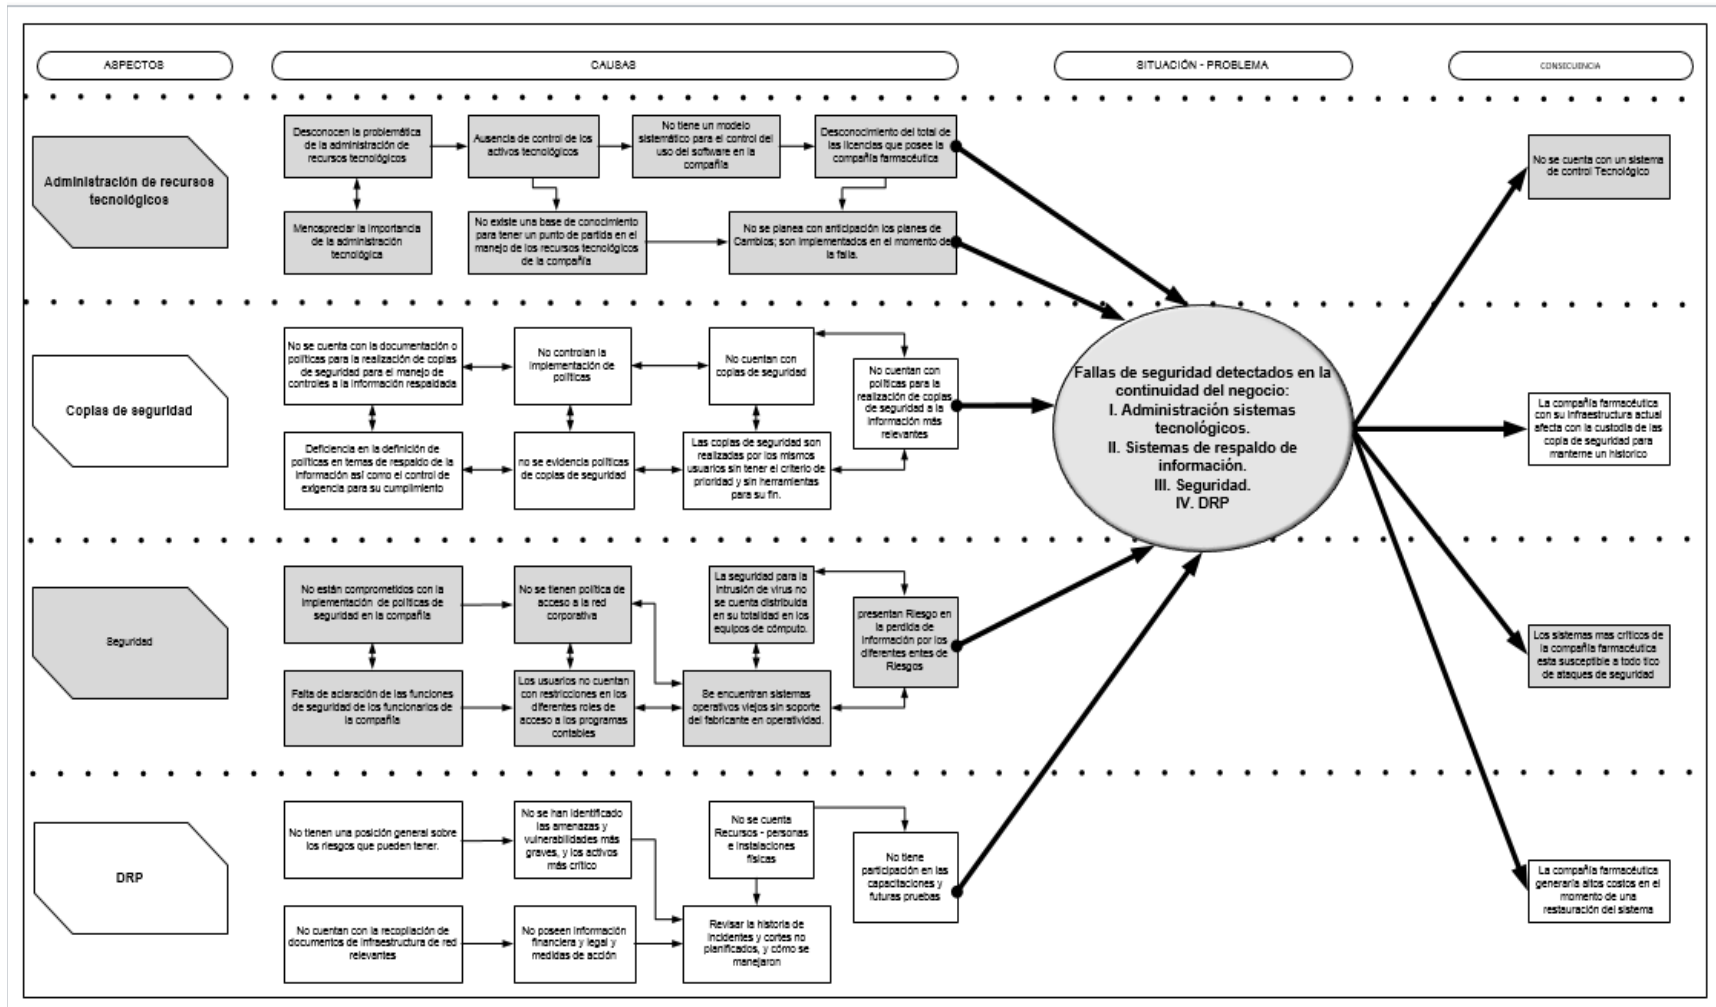 ASPECTOS
CAUSAS
SITUACIÓN - PROBLEMA
CONSECUENCIA
Administración de recursos
tecnológicos
Desconocen la problemática
de la administración de
recursos tecnológicos
Ausencia de control de los
activos tecnológicos
No tiene un modelo
sistemático para el control del
uso del software en la
compañía
Desconocimiento del total de
las licencias que posee la
compañía farmacéutica
Menospreciar la importancia
de la administración
tecnológica
No existe una base de conocimiento
para tener un punto de partida en el
manejo de los recursos tecnológicos
de la compañía
No se planea con anticipación los planes de
Cambios; son implementados en el momento de
la falla.
No se cuenta con un sistema
de control Tecnológico
Copias de seguridad
No se cuenta con la documentación o
políticas para la realización de copias
de seguridad para el manejo de
controles a la información respaldada
No controlan la
implementación de
políticas
No cuentan con
copias de seguridad
No cuentan con
políticas para la
realización de copias
de seguridad a la
información más
relevantes
Deficiencia en la definición de
políticas en temas de respaldo de la
información así como el control de
exigencia para su cumplimiento
no se evidencia políticas
de copias de seguridad
Las copias de seguridad son
realizadas por los mismos
usuarios sin tener el criterio de
prioridad y sin herramientas
para su fin.
Fallas de seguridad detectados en la
continuidad del negocio:
I. Administración sistemas
tecnológicos.
II. Sistemas de respaldo de
información.
III. Seguridad.
IV. DRP
La compañía farmacéutica
con su infraestructura actual
afecta con la custodia de las
copia de seguridad para
manterne un historico
Seguridad
No están comprometidos con la
implementación de políticas de
seguridad en la compañía
No se tienen política de
acceso a la red
corporativa
La seguridad para la
intrusión de virus no
se cuenta distribuida
en su totalidad en los
equipos de cómputo.
presentan Riesgo en
la perdida de
información por los
diferentes entes de
Riesgos
Falta de aclaración de las funciones
de seguridad de los funcionarios de
la compañía
Los usuarios no cuentan
con restricciones en los
diferentes roles de
acceso a los programas
contables
Se encuentran sistemas
operativos viejos sin soporte
del fabricante en operatividad.
Los sistemas mas críticos de
la compañía farmacéutica
esta susceptible a todo tico
de ataques de seguridad
DRP
No tienen una posición general sobre
los riesgos que pueden tener.
No se han identificado
las amenazas y
vulnerabilidades más
graves, y los activos
más crítico
No se cuenta
Recursos - personas
e instalaciones
físicas
No tiene
participación en las
capacitaciones y
futuras pruebas
No cuentan con la recopilación de
documentos de infraestructura de red
relevantes
No poseen información
financiera y legal y
medidas de acción
Revisar la historia de
incidentes y cortes no
planificados, y cómo se
manejaron
La compañía farmacéutica
generaría altos costos en el
momento de una
restauración del sistema